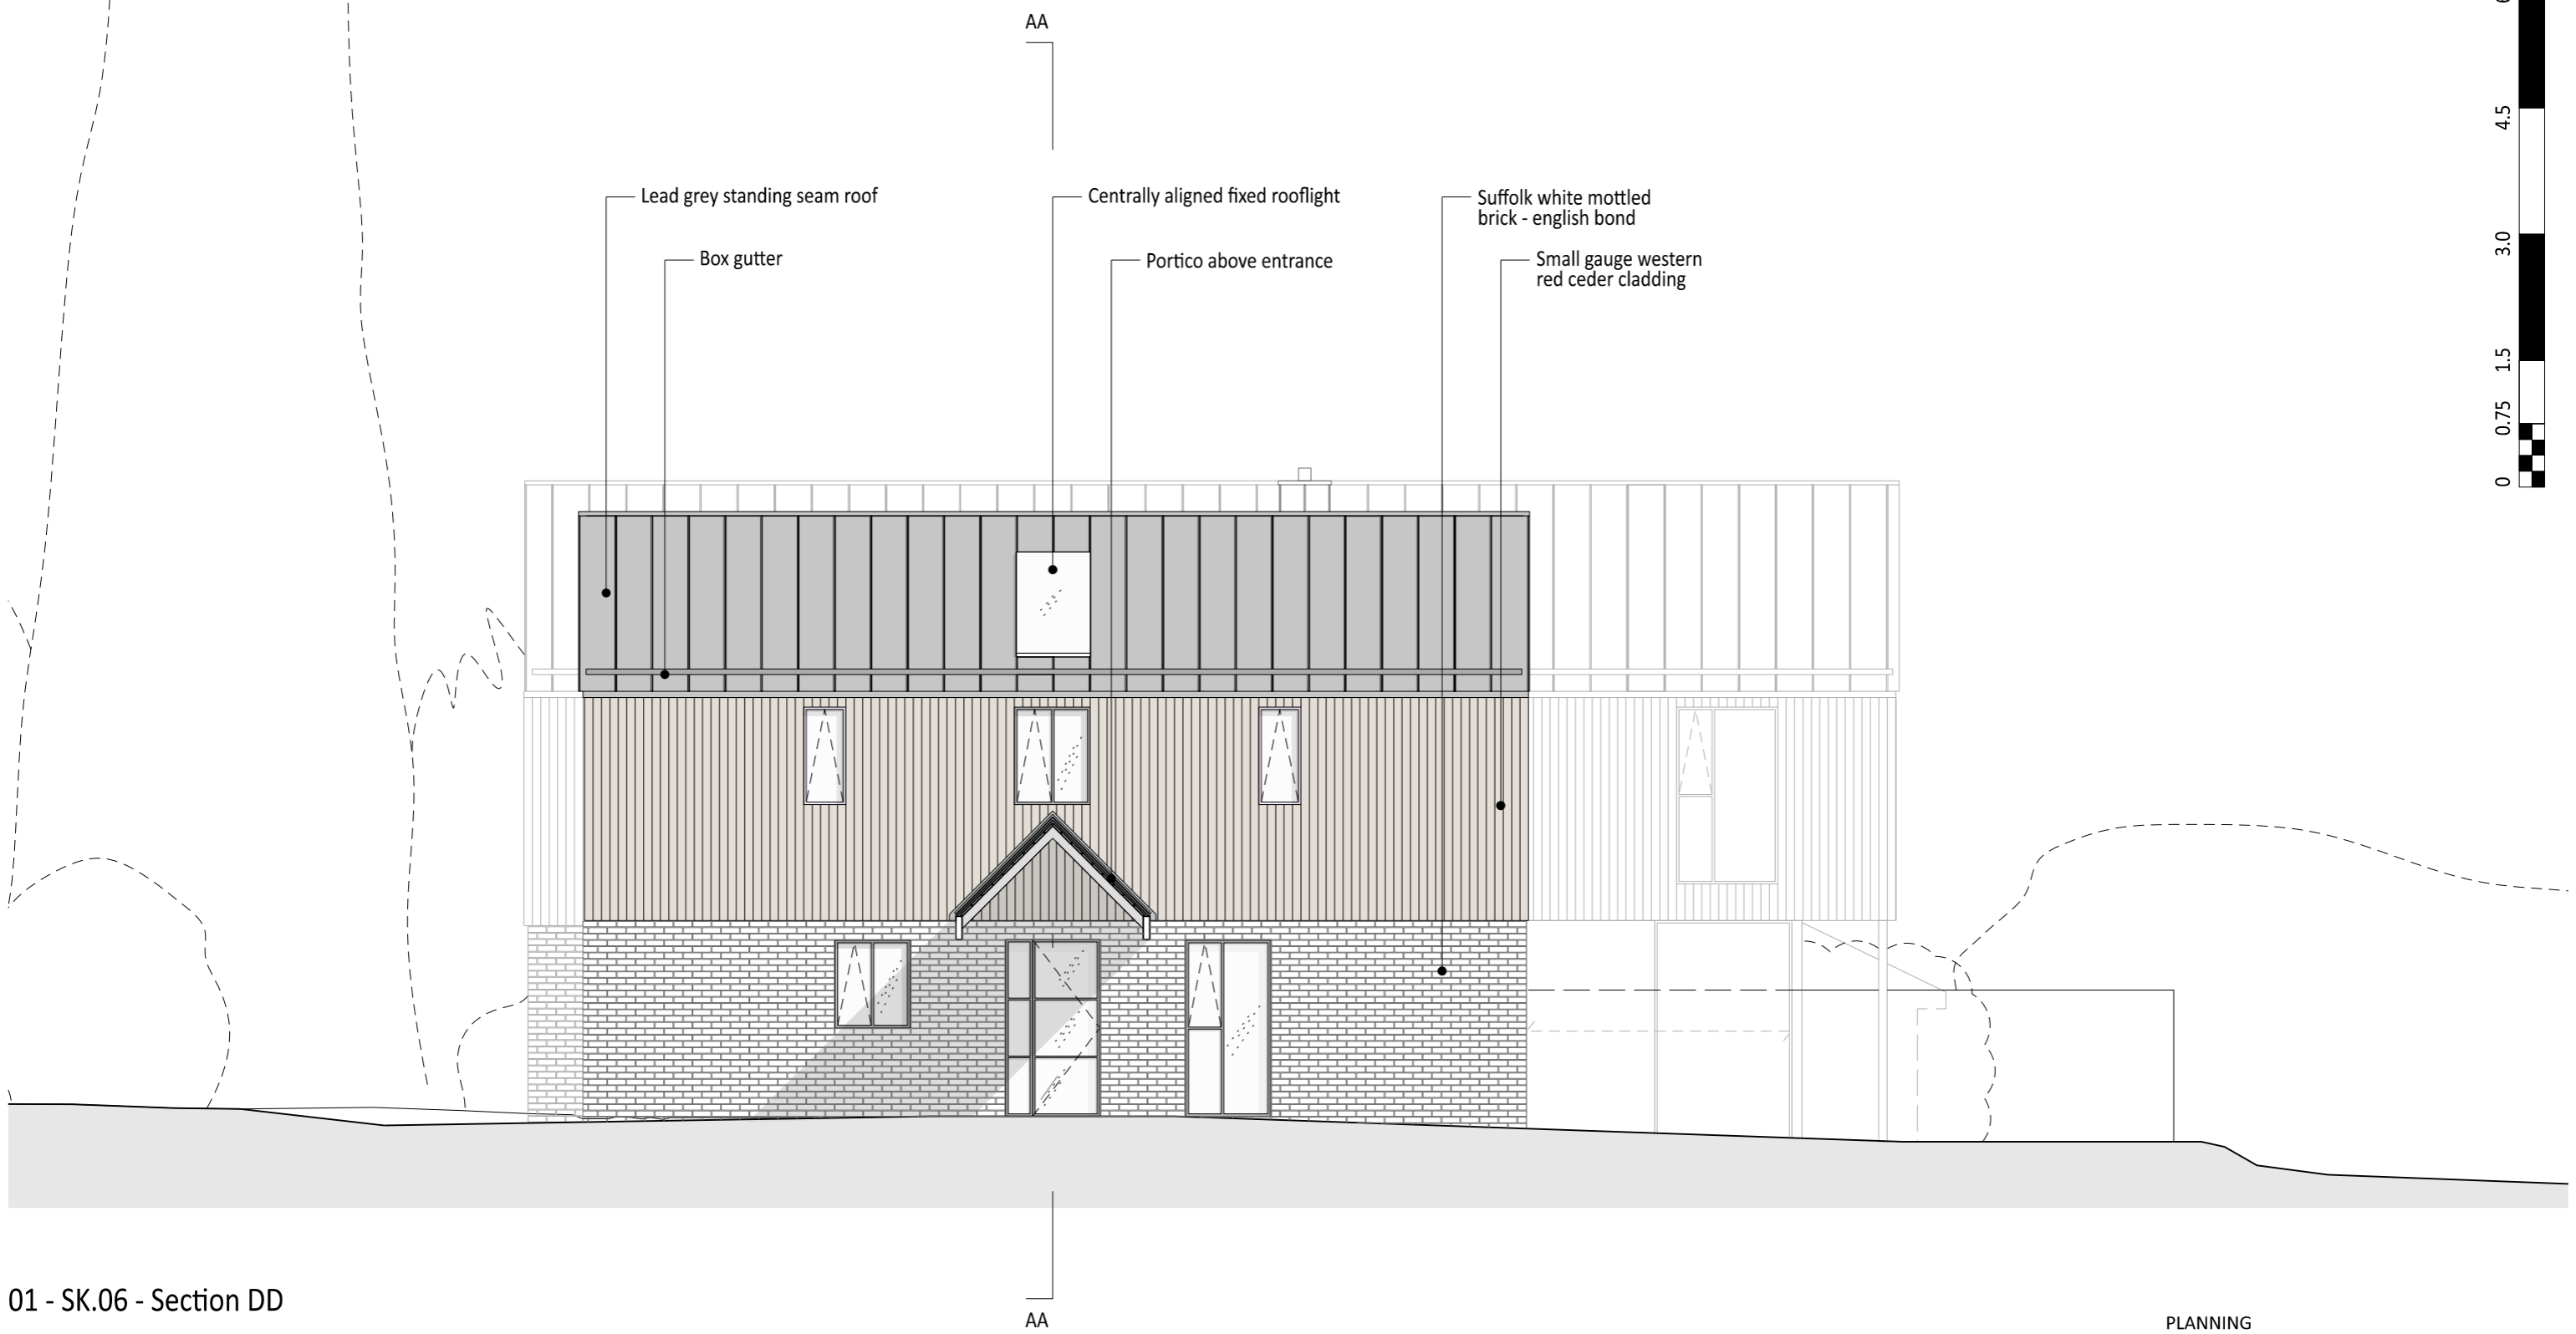 AA
6
4.5
3.0
1.5
0.75
0
Lead grey standing seam roof
Centrally aligned fixed rooflight
Suffolk white mottled
brick - english bond
Box gutter
Portico above entrance
Small gauge western
red ceder cladding
01 - SK.06 - Section DD
AA
PLANNING